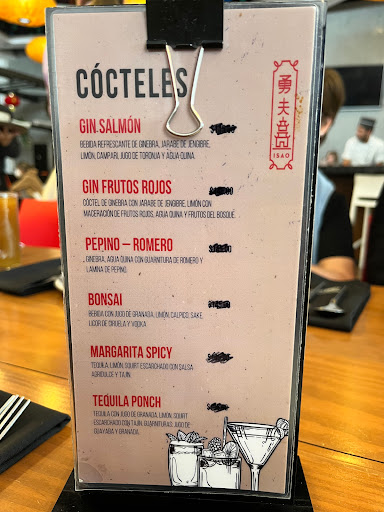 CÓCTELES
勇
夫
ISAO
GIN SALMÓN
BEBIDA REFRESCANTE DE GINEBRA, JARABE DE JENGIBRE,
LIMÓN, CAMPARI, JUGO DE TORONJA Y AGUA QUINA.
GIN FRUTOS ROJOS
CÓCTEL DE GINEBRA CON JARABE DE JENGIBRE, LIMÓN CON
MACERACIÓN DE FRUTOS ROJOS, AGUA QUINA Y FRUTOS DEL BOSQUE.
PEPINO – ROMERO
GINEBRA, AGUA QUINA CON GUARNITURA DE ROMERO Y
LAMINA DE PEPINO.
BONSAI
BEBIDA CON JUGO DE GRANADA, LIMÓN, CALPICO, SAKE,
LICOR DE CIRUELA Y VODKA
MARGARITA SPICY
TEQUILA, LIMÓN, SQUIRT ESCARCHADO CON SALSA
AGRIDULCE Y TAJÍN.
TEQUILA PONCH
TEQUILA CON JUGO DE GRANADA, LIMÓN, SQUIRT
ESCARCHADO CON TAJÍN, GUARNITURAS, JUGO DE
GUAYABA Y GRANADA.